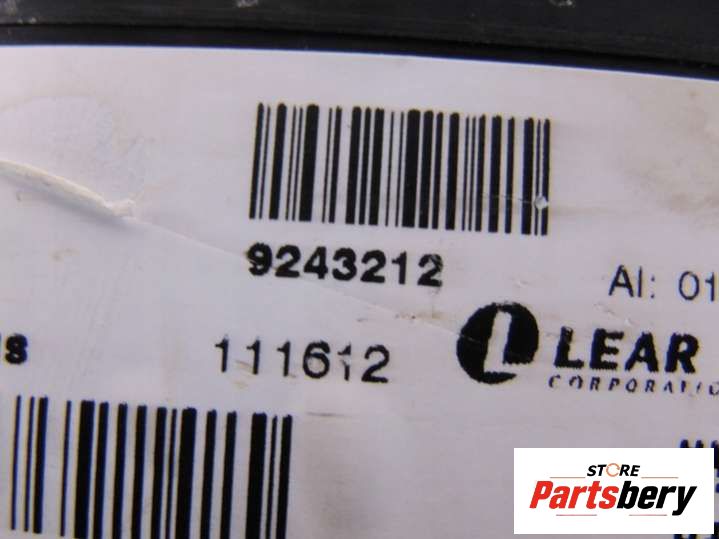 9243212
AI: 01
111612
LEAR
CORPORATIO
STORE
Partsbery